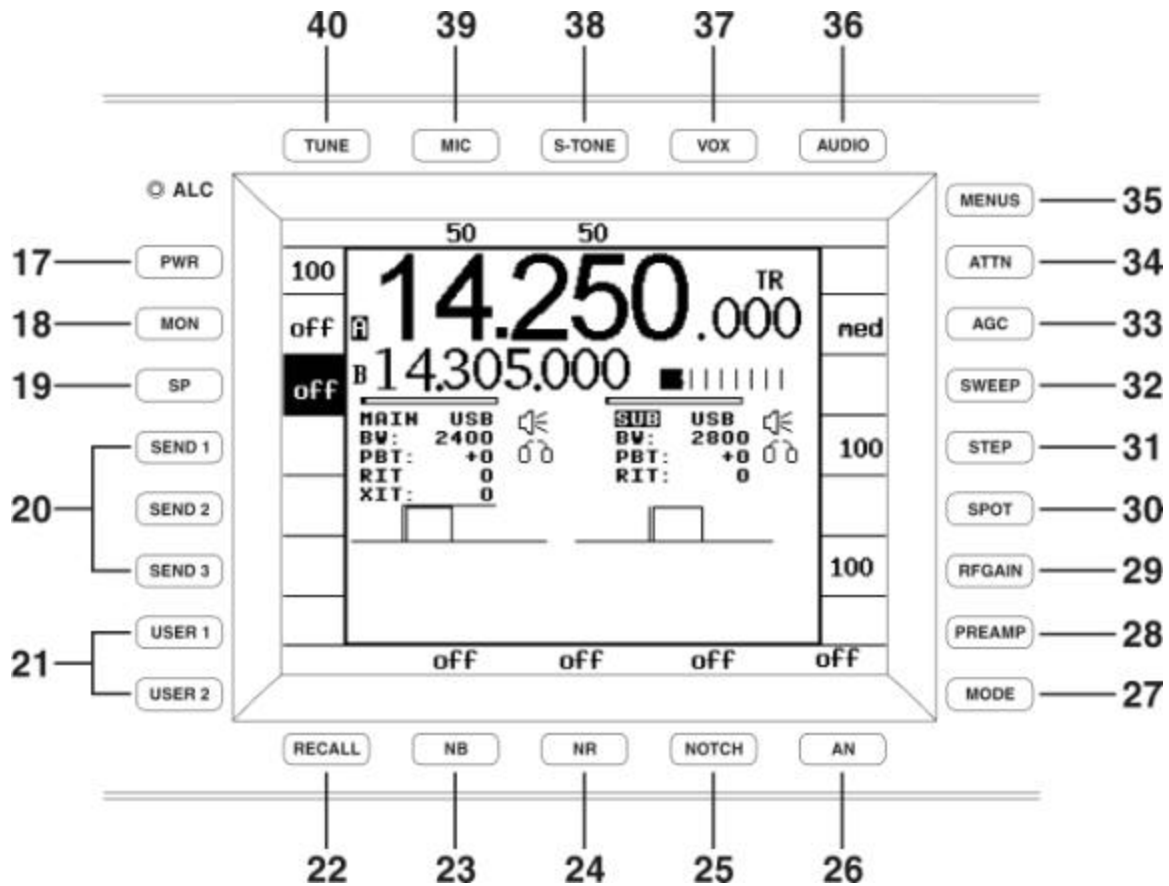 40 39 38 37 36
TUNE MIC S-TONE VOX AUDIO
ALC
MENUS 35
50 50
17 PWR 100 14.250.000 TR ATTN 34
18 MON off A med AGC 33
19 SP off B 14.305.000 SWEEP 32
MAIN USB SUB USB
BW: 2400 BW: 2800
SEND 1 100 STEP 31
PBT: +0 PBT: +0
RIT 0 RIT: 0
XIT: 0
20 SEND 2 SPOT 30
SEND 3 100 RFGAIN 29
USER 1 PREAMP 28
21 off off off off
USER 2 MODE 27
RECALL NB NR NOTCH AN
22 23 24 25 26